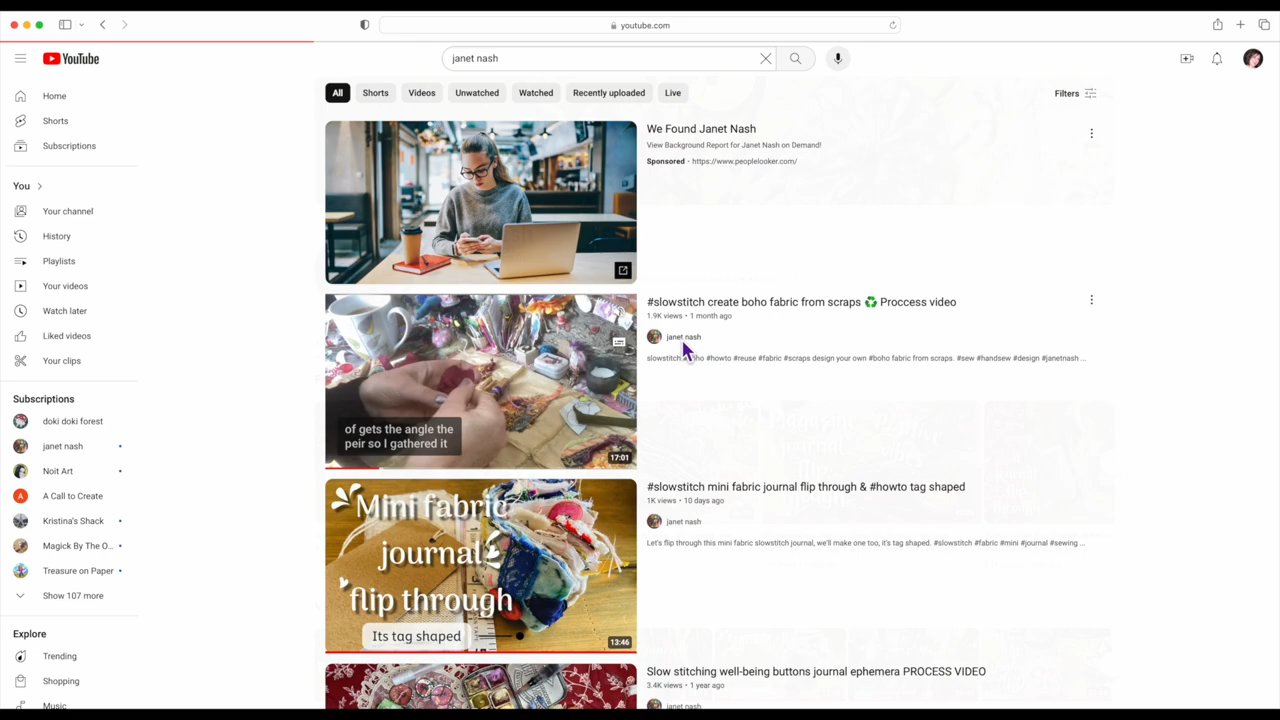 youtube.com
YouTube
janet nash
Home
Shorts
Subscriptions
You
Your channel
History
Playlists
Your videos
Watch later
Liked videos
Your clips
Subscriptions
doki doki forest
janet nash
Noit Art
A Call to Create
Kristina's Shack
Magick By The O...
Treasure on Paper
Show 107 more
Explore
Trending
Shopping
Music
All
Shorts
Videos
Unwatched
Watched
Recently uploaded
Live
Filters
We Found Janet Nash
View Background Report for Janet Nash on Demand!
Sponsored · https://www.peoplelooker.com/
of gets the angle the
peir so I gathered it
17:01
#slowstitch create boho fabric from scraps ♻ Proccess video
1.9K views • 1 month ago
janet nash
#howto #reuse #fabric #scraps design your own #boho fabric from scraps. #sew #handsew #design #janetnash ...
Mini fabric
journal
flip through
Its tag shaped
13:46
#slowstitch mini fabric journal flip through & #howto tag shaped
1K views • 10 days ago
janet nash
Let's flip through this mini fabric slowstitch journal, we'll make one too, it's tag shaped. #slowstitch #fabric #mini #journal #sewing ...
Slow stitching well-being buttons journal ephemera PROCESS VIDEO
3.4K views • 1 year ago
janet nash